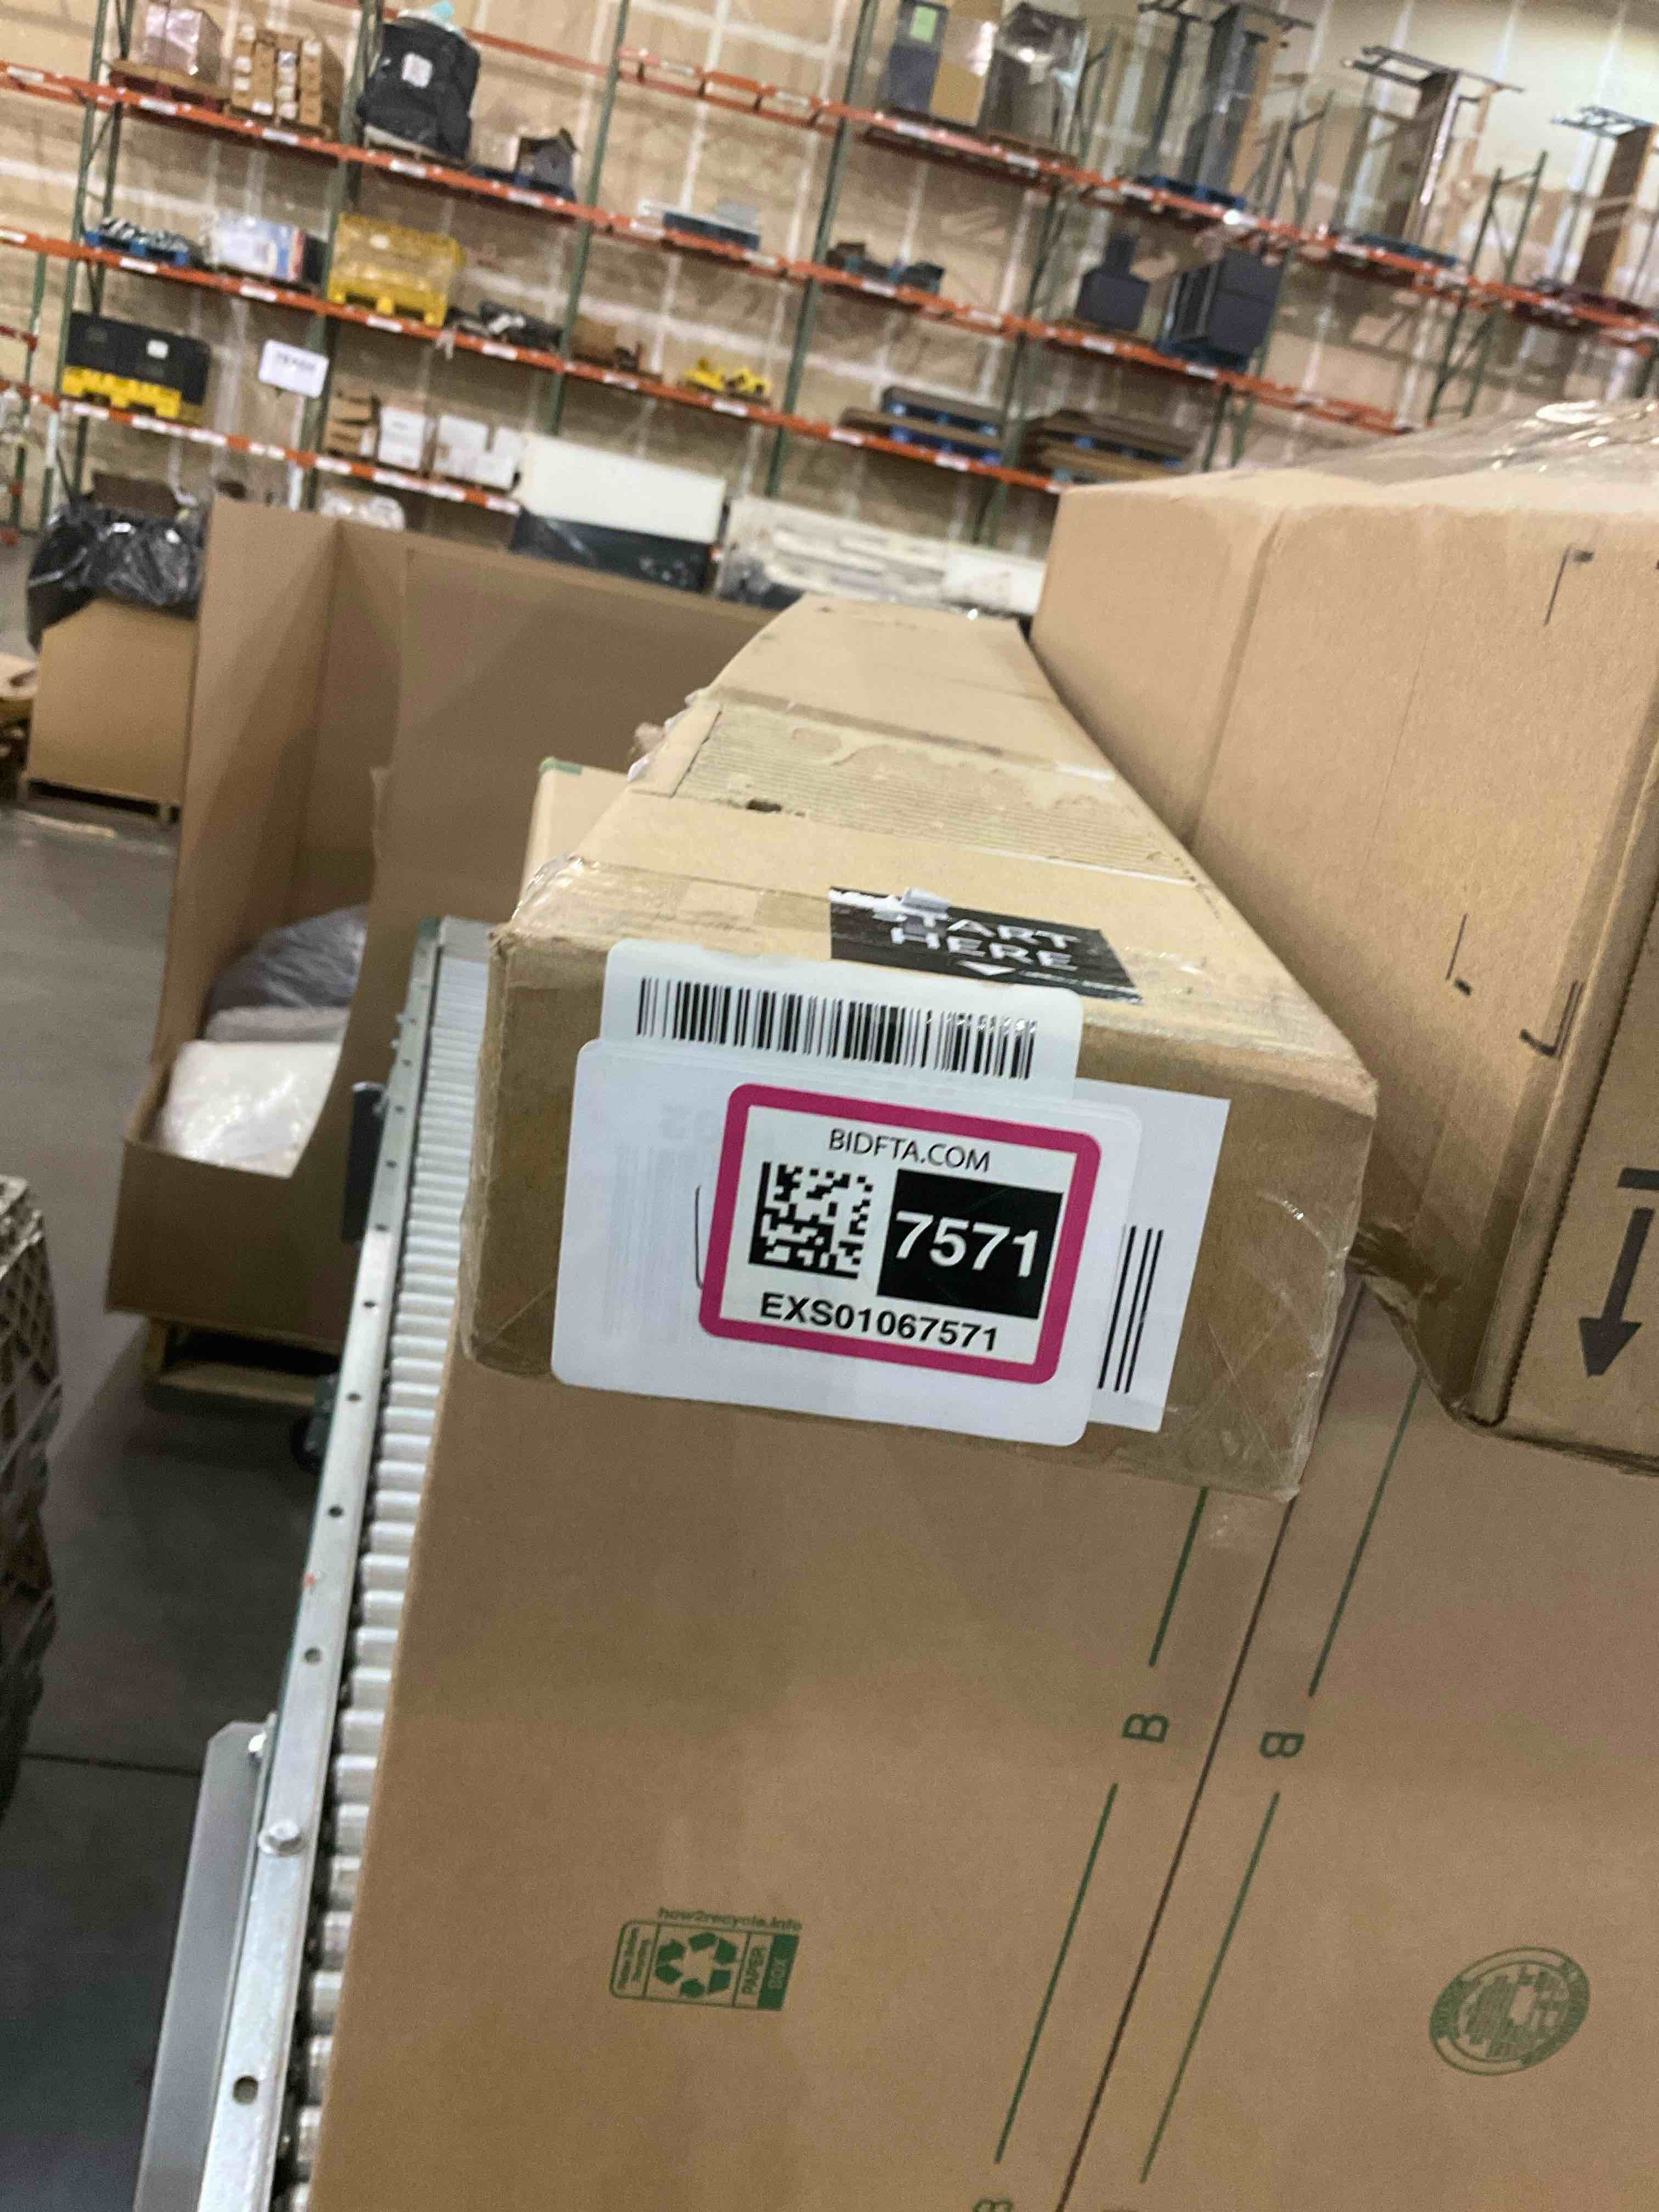 START
HERE
BIDFTA.COM
7571
EXS01067571
B
B
how2recycle.info
PAPER
BOX
B